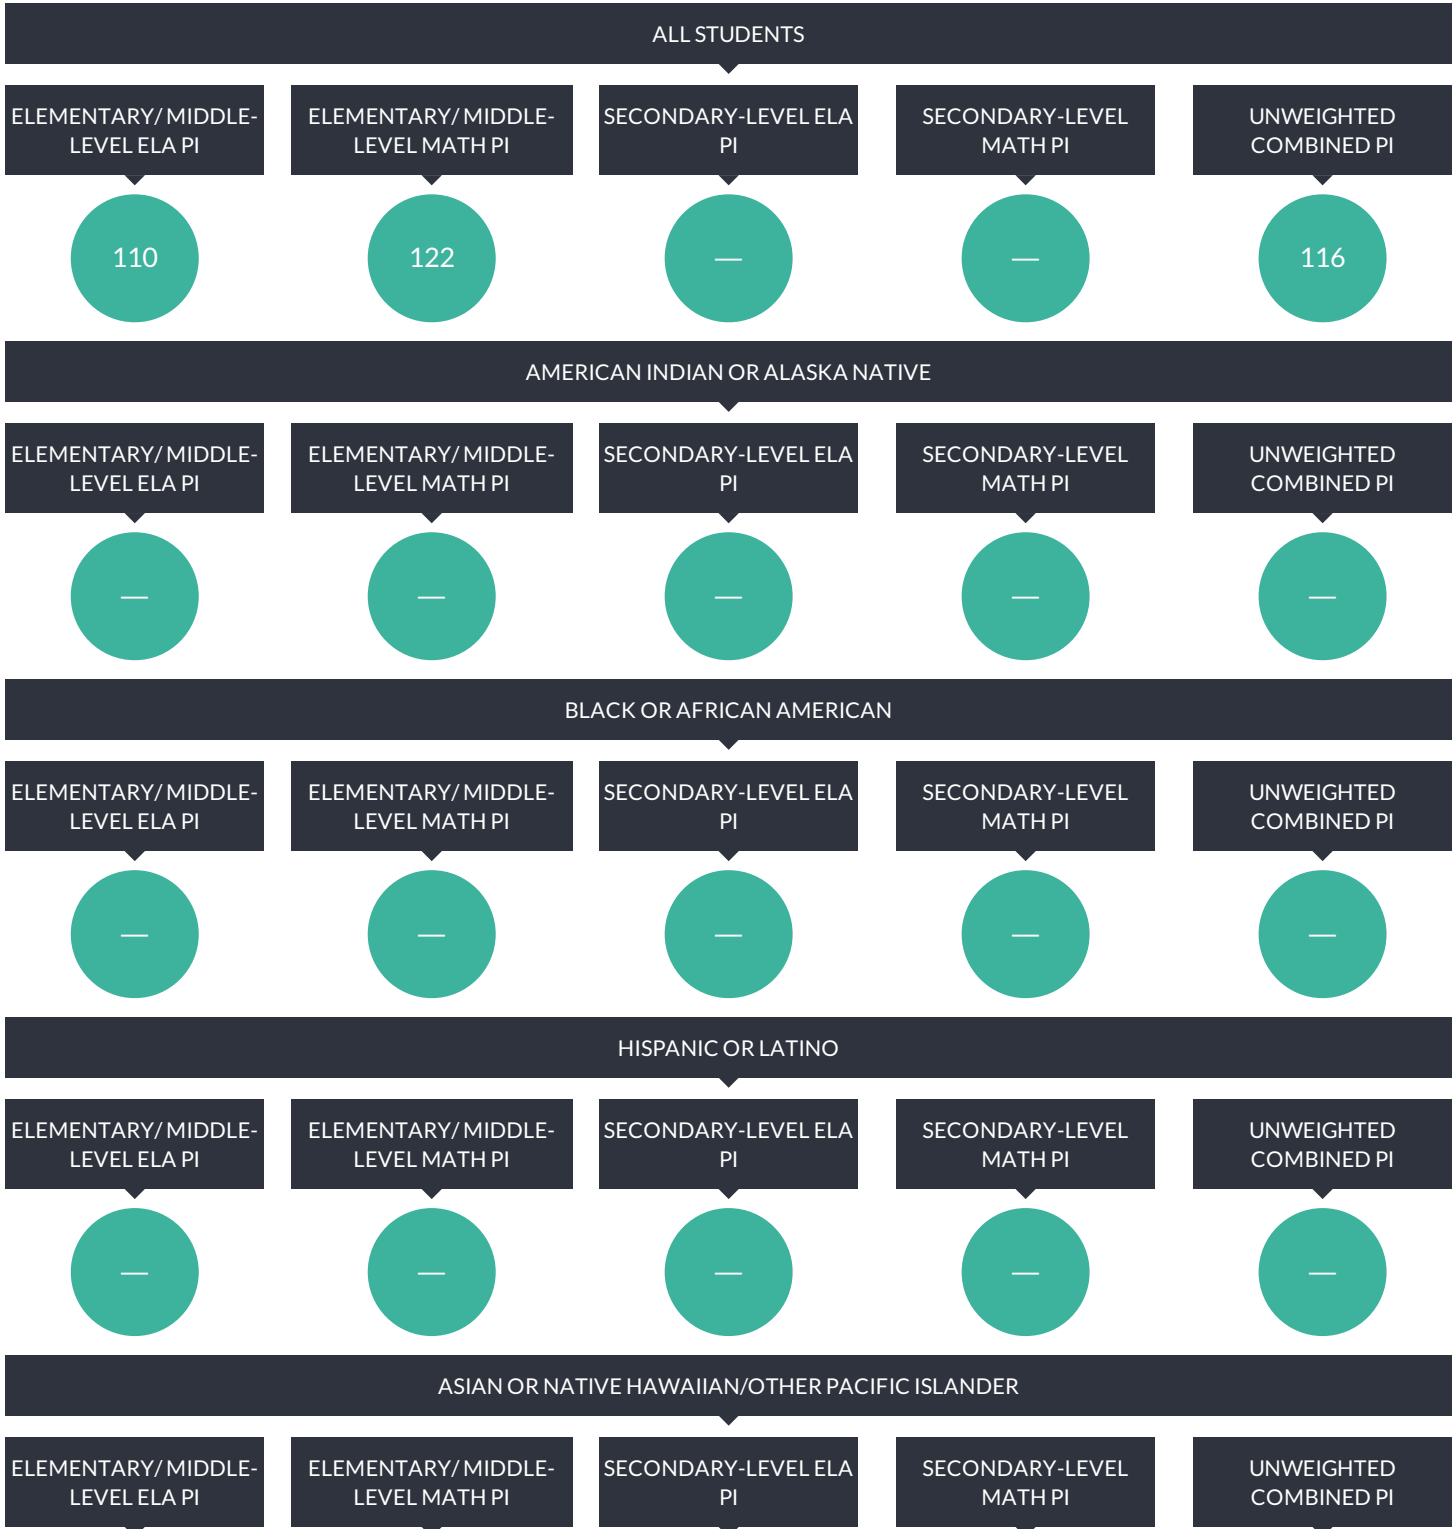 ALL STUDENTS
ELEMENTARY/ MIDDLE-
LEVEL ELA PI
ELEMENTARY/ MIDDLE-
LEVEL MATH PI
SECONDARY-LEVEL ELA
PI
SECONDARY-LEVEL
MATH PI
UNWEIGHTED
COMBINED PI
110
122
—
—
116
AMERICAN INDIAN OR ALASKA NATIVE
ELEMENTARY/ MIDDLE-
LEVEL ELA PI
ELEMENTARY/ MIDDLE-
LEVEL MATH PI
SECONDARY-LEVEL ELA
PI
SECONDARY-LEVEL
MATH PI
UNWEIGHTED
COMBINED PI
—
—
—
—
—
BLACK OR AFRICAN AMERICAN
ELEMENTARY/ MIDDLE-
LEVEL ELA PI
ELEMENTARY/ MIDDLE-
LEVEL MATH PI
SECONDARY-LEVEL ELA
PI
SECONDARY-LEVEL
MATH PI
UNWEIGHTED
COMBINED PI
—
—
—
—
—
HISPANIC OR LATINO
ELEMENTARY/ MIDDLE-
LEVEL ELA PI
ELEMENTARY/ MIDDLE-
LEVEL MATH PI
SECONDARY-LEVEL ELA
PI
SECONDARY-LEVEL
MATH PI
UNWEIGHTED
COMBINED PI
—
—
—
—
—
ASIAN OR NATIVE HAWAIIAN/OTHER PACIFIC ISLANDER
ELEMENTARY/ MIDDLE-
LEVEL ELA PI
ELEMENTARY/ MIDDLE-
LEVEL MATH PI
SECONDARY-LEVEL ELA
PI
SECONDARY-LEVEL
MATH PI
UNWEIGHTED
COMBINED PI